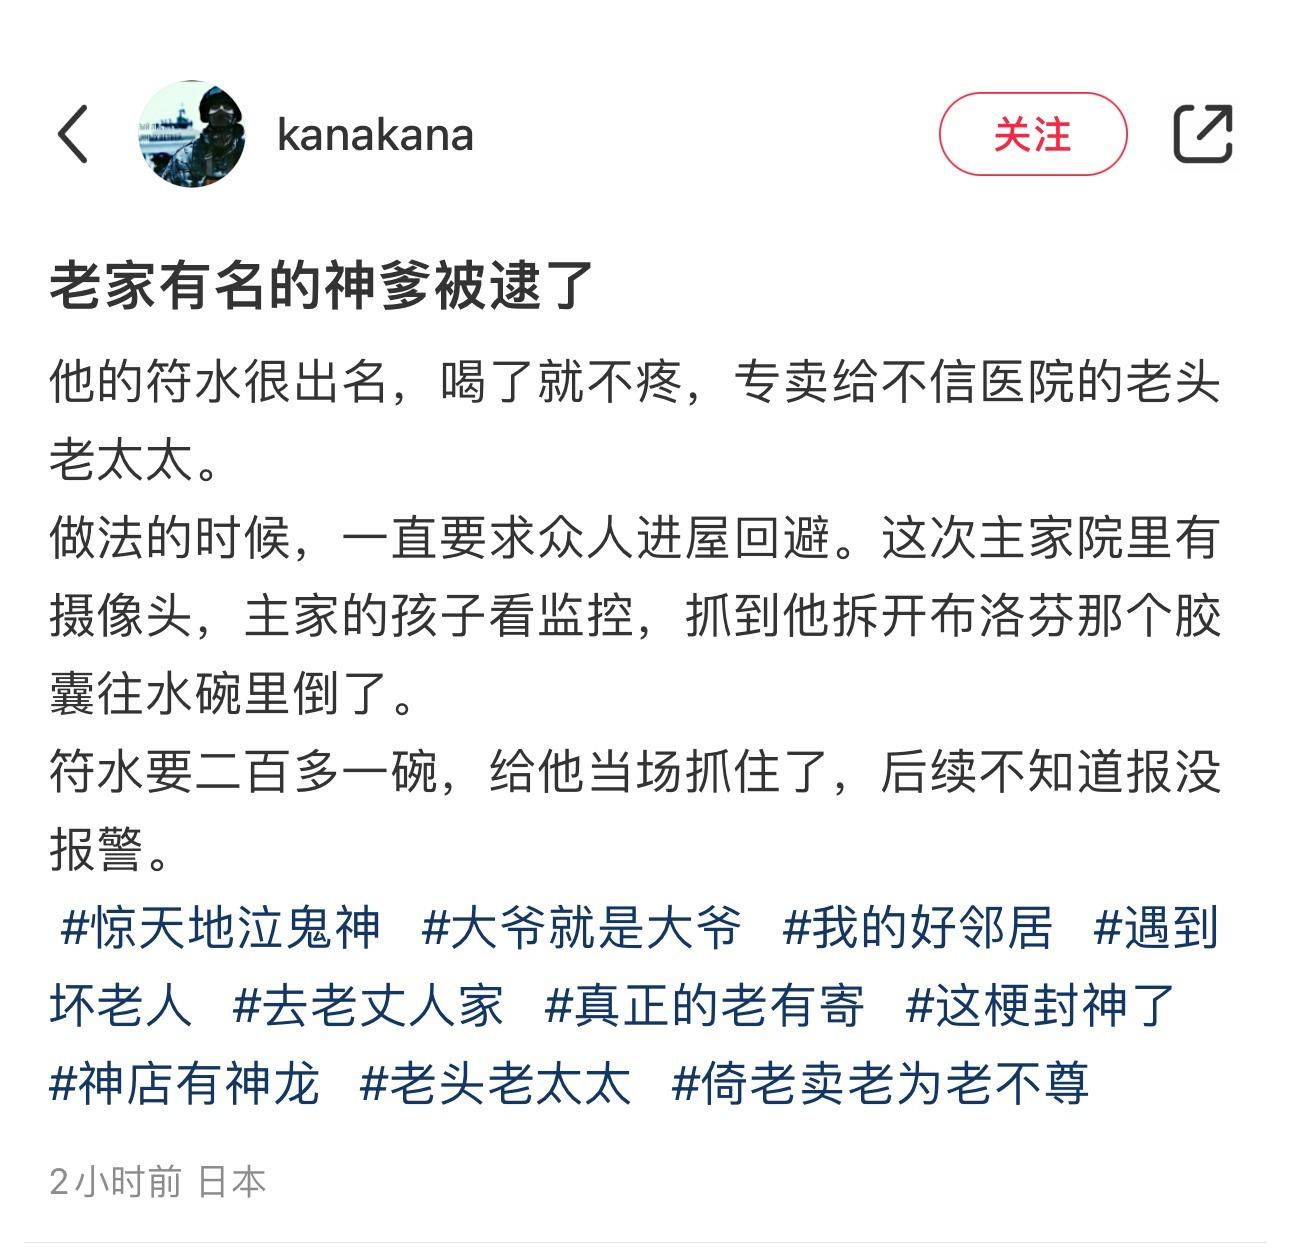 kanakana
关注
老家有名的神爹被逮了
他的符水很出名，喝了就不疼，专卖给不信医院的老头
老太太。
做法的时候，一直要求众人进屋回避。这次主家院里有
摄像头，主家的孩子看监控，抓到他拆开布洛芬那个胶
囊往水碗里倒了。
符水要二百多一碗，给他当场抓住了，后续不知道报没
报警。
#惊天地泣鬼神 #大爷就是大爷 #我的好邻居 #遇到
坏老人 #去老丈人家 #真正的老有寄 #这梗封神了
#神店有神龙 #老头老太太 #倚老卖老为老不尊
2小时前 日本